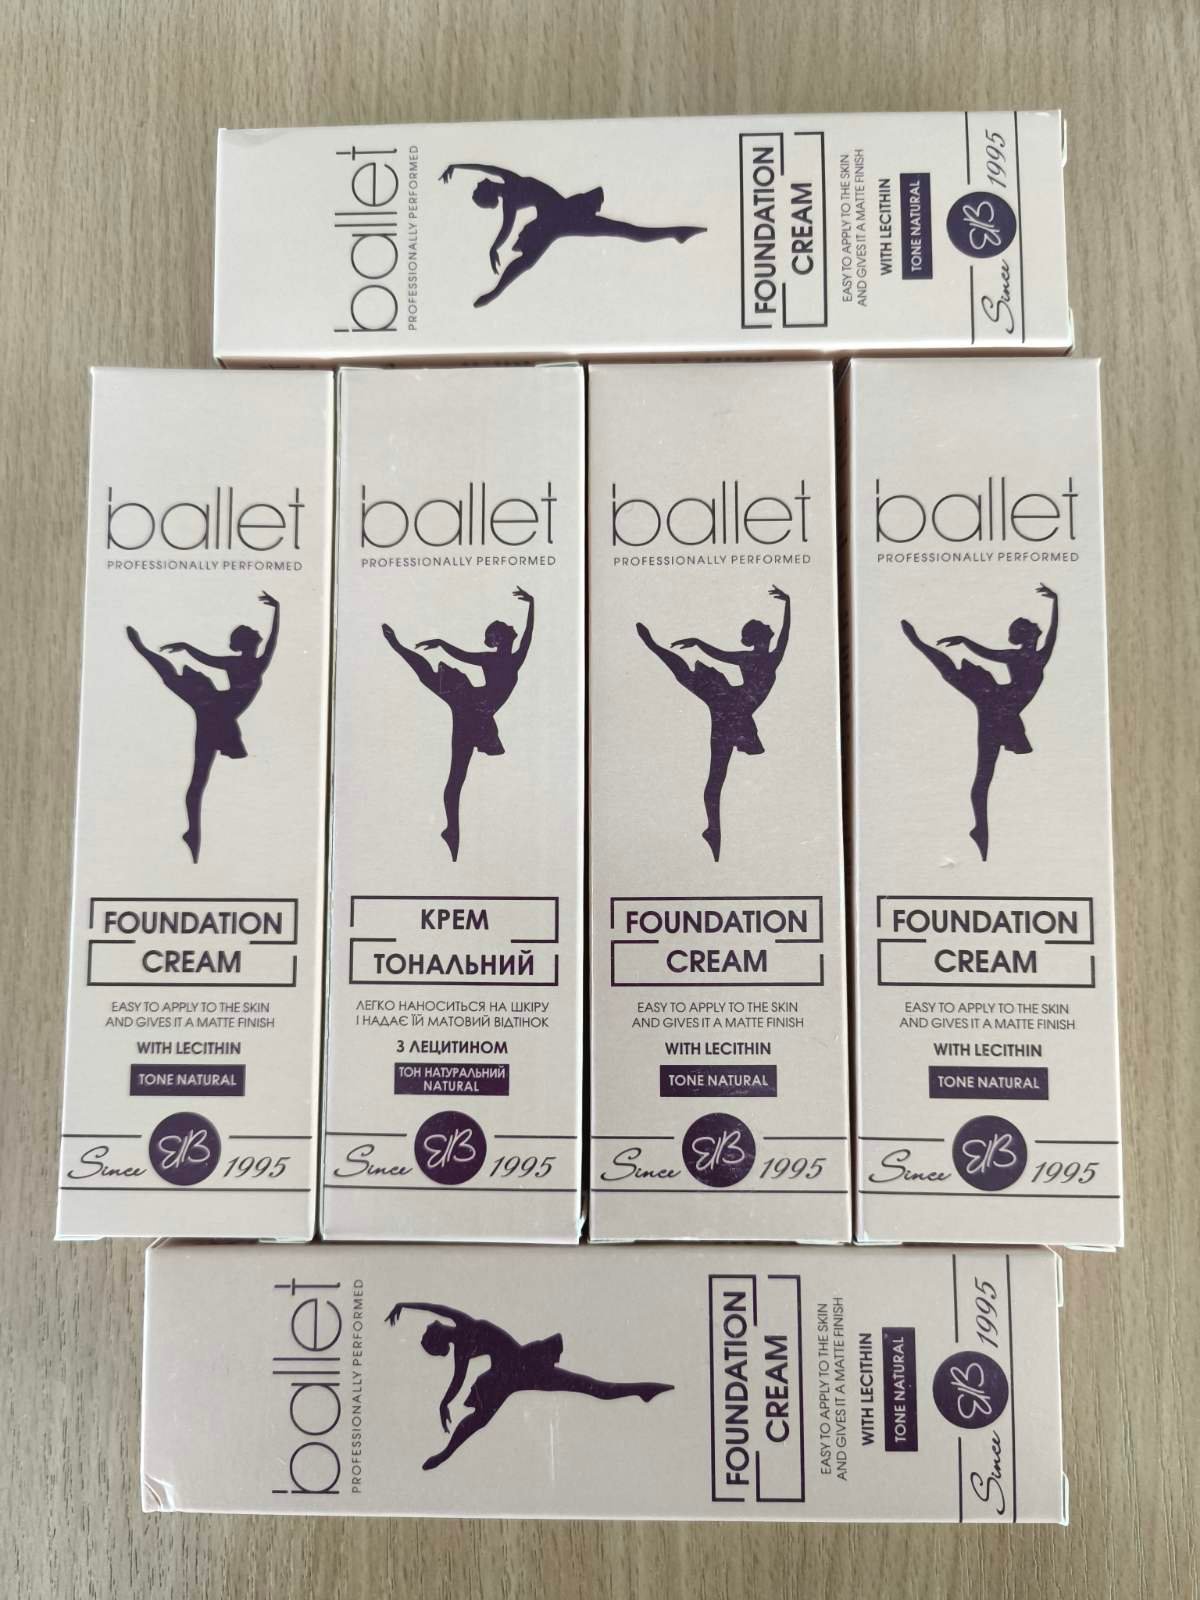 ballet
PROFESSIONALLY PERFORMED
FOUNDATION
CREAM
EASY TO APPLY TO THE SKIN
AND GIVES IT A MATTE FINISH
WITH LECITHIN
TONE NATURAL
Since EB 1995
ballet
PROFESSIONALLY PERFORMED
FOUNDATION
CREAM
EASY TO APPLY TO THE SKIN
AND GIVES IT A MATTE FINISH
WITH LECITHIN
TONE NATURAL
Since EB 1995
ballet
PROFESSIONALLY PERFORMED
КРЕМ
ТОНАЛЬНИЙ
ЛЕГКО НАНОСИТЬСЯ НА ШКІРУ
І НАДАЄ ЇЙ МАТОВИЙ ВІДТІНОК
З ЛЕЦИТИНОМ
ТОН НАТУРАЛЬНИЙ
NATURAL
Since EB 1995
ballet
PROFESSIONALLY PERFORMED
FOUNDATION
CREAM
EASY TO APPLY TO THE SKIN
AND GIVES IT A MATTE FINISH
WITH LECITHIN
TONE NATURAL
Since EB 1995
ballet
PROFESSIONALLY PERFORMED
FOUNDATION
CREAM
EASY TO APPLY TO THE SKIN
AND GIVES IT A MATTE FINISH
WITH LECITHIN
TONE NATURAL
Since EB 1995
ballet
PROFESSIONALLY PERFORMED
FOUNDATION
CREAM
EASY TO APPLY TO THE SKIN
AND GIVES IT A MATTE FINISH
WITH LECITHIN
TONE NATURAL
Since EB 1995